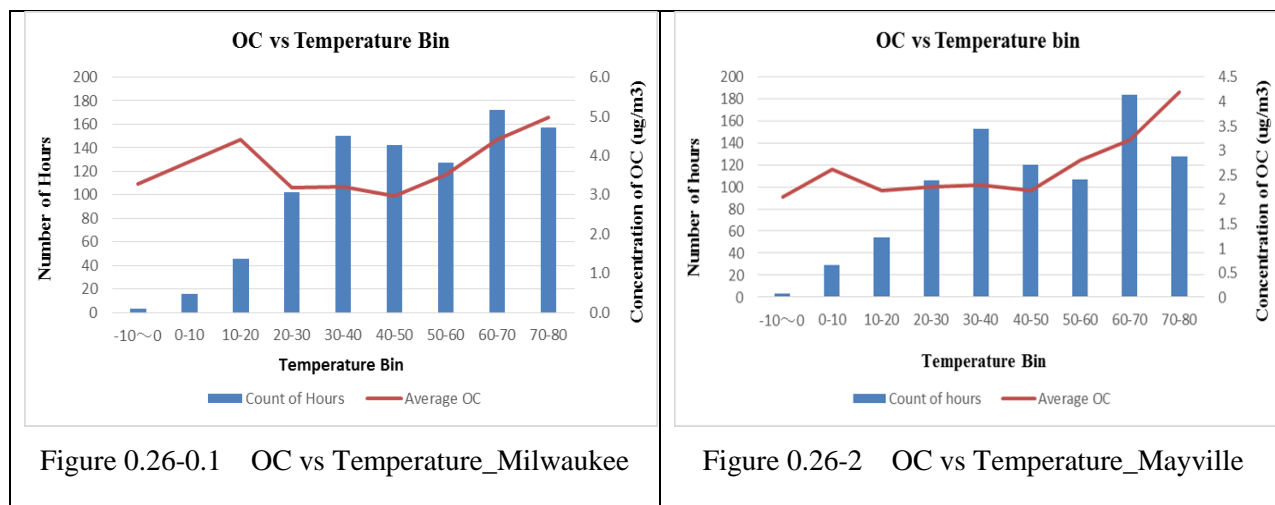 OC vs Temperature Bin
Number of Hours
200
180
160
140
120
100
80
60
40
20
0
6.0
5.0
4.0
3.0
2.0
1.0
0.0
Concentration of OC (ug/m3)
-10～0 0-10 10-20 20-30 30-40 40-50 50-60 60-70 70-80
Temperature Bin
Count of Hours Average OC
Figure 0.26-0.1 OC vs Temperature_Milwaukee
OC vs Temperature bin
Number of hours
200
180
160
140
120
100
80
60
40
20
0
4.5
4
3.5
3
2.5
2
1.5
1
0.5
0
Concentration of OC (ug/m3)
-10～0 0-10 10-20 20-30 30-40 40-50 50-60 60-70 70-80
Temperature Bin
Count of hours Average OC
Figure 0.26-2 OC vs Temperature_Mayville